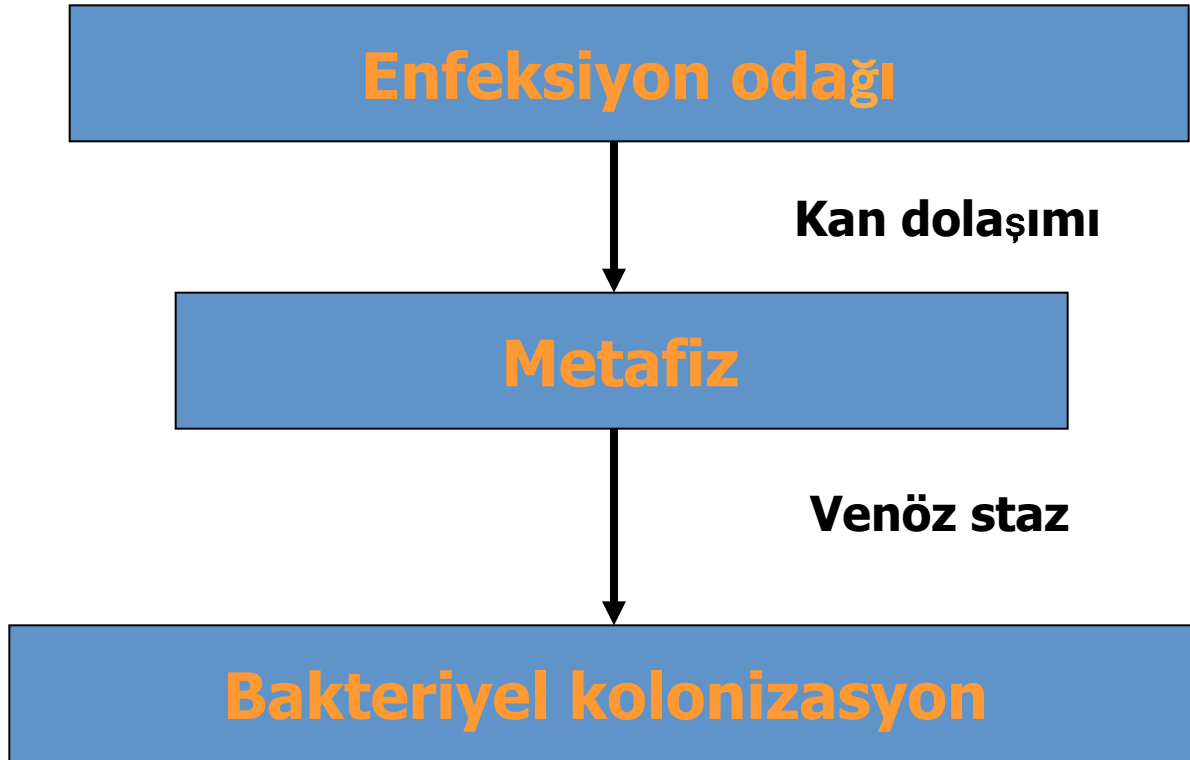 Enfeksiyon odağı
Kan dolaşımı
Metafiz
Venöz staz
Bakteriyel kolonizasyon